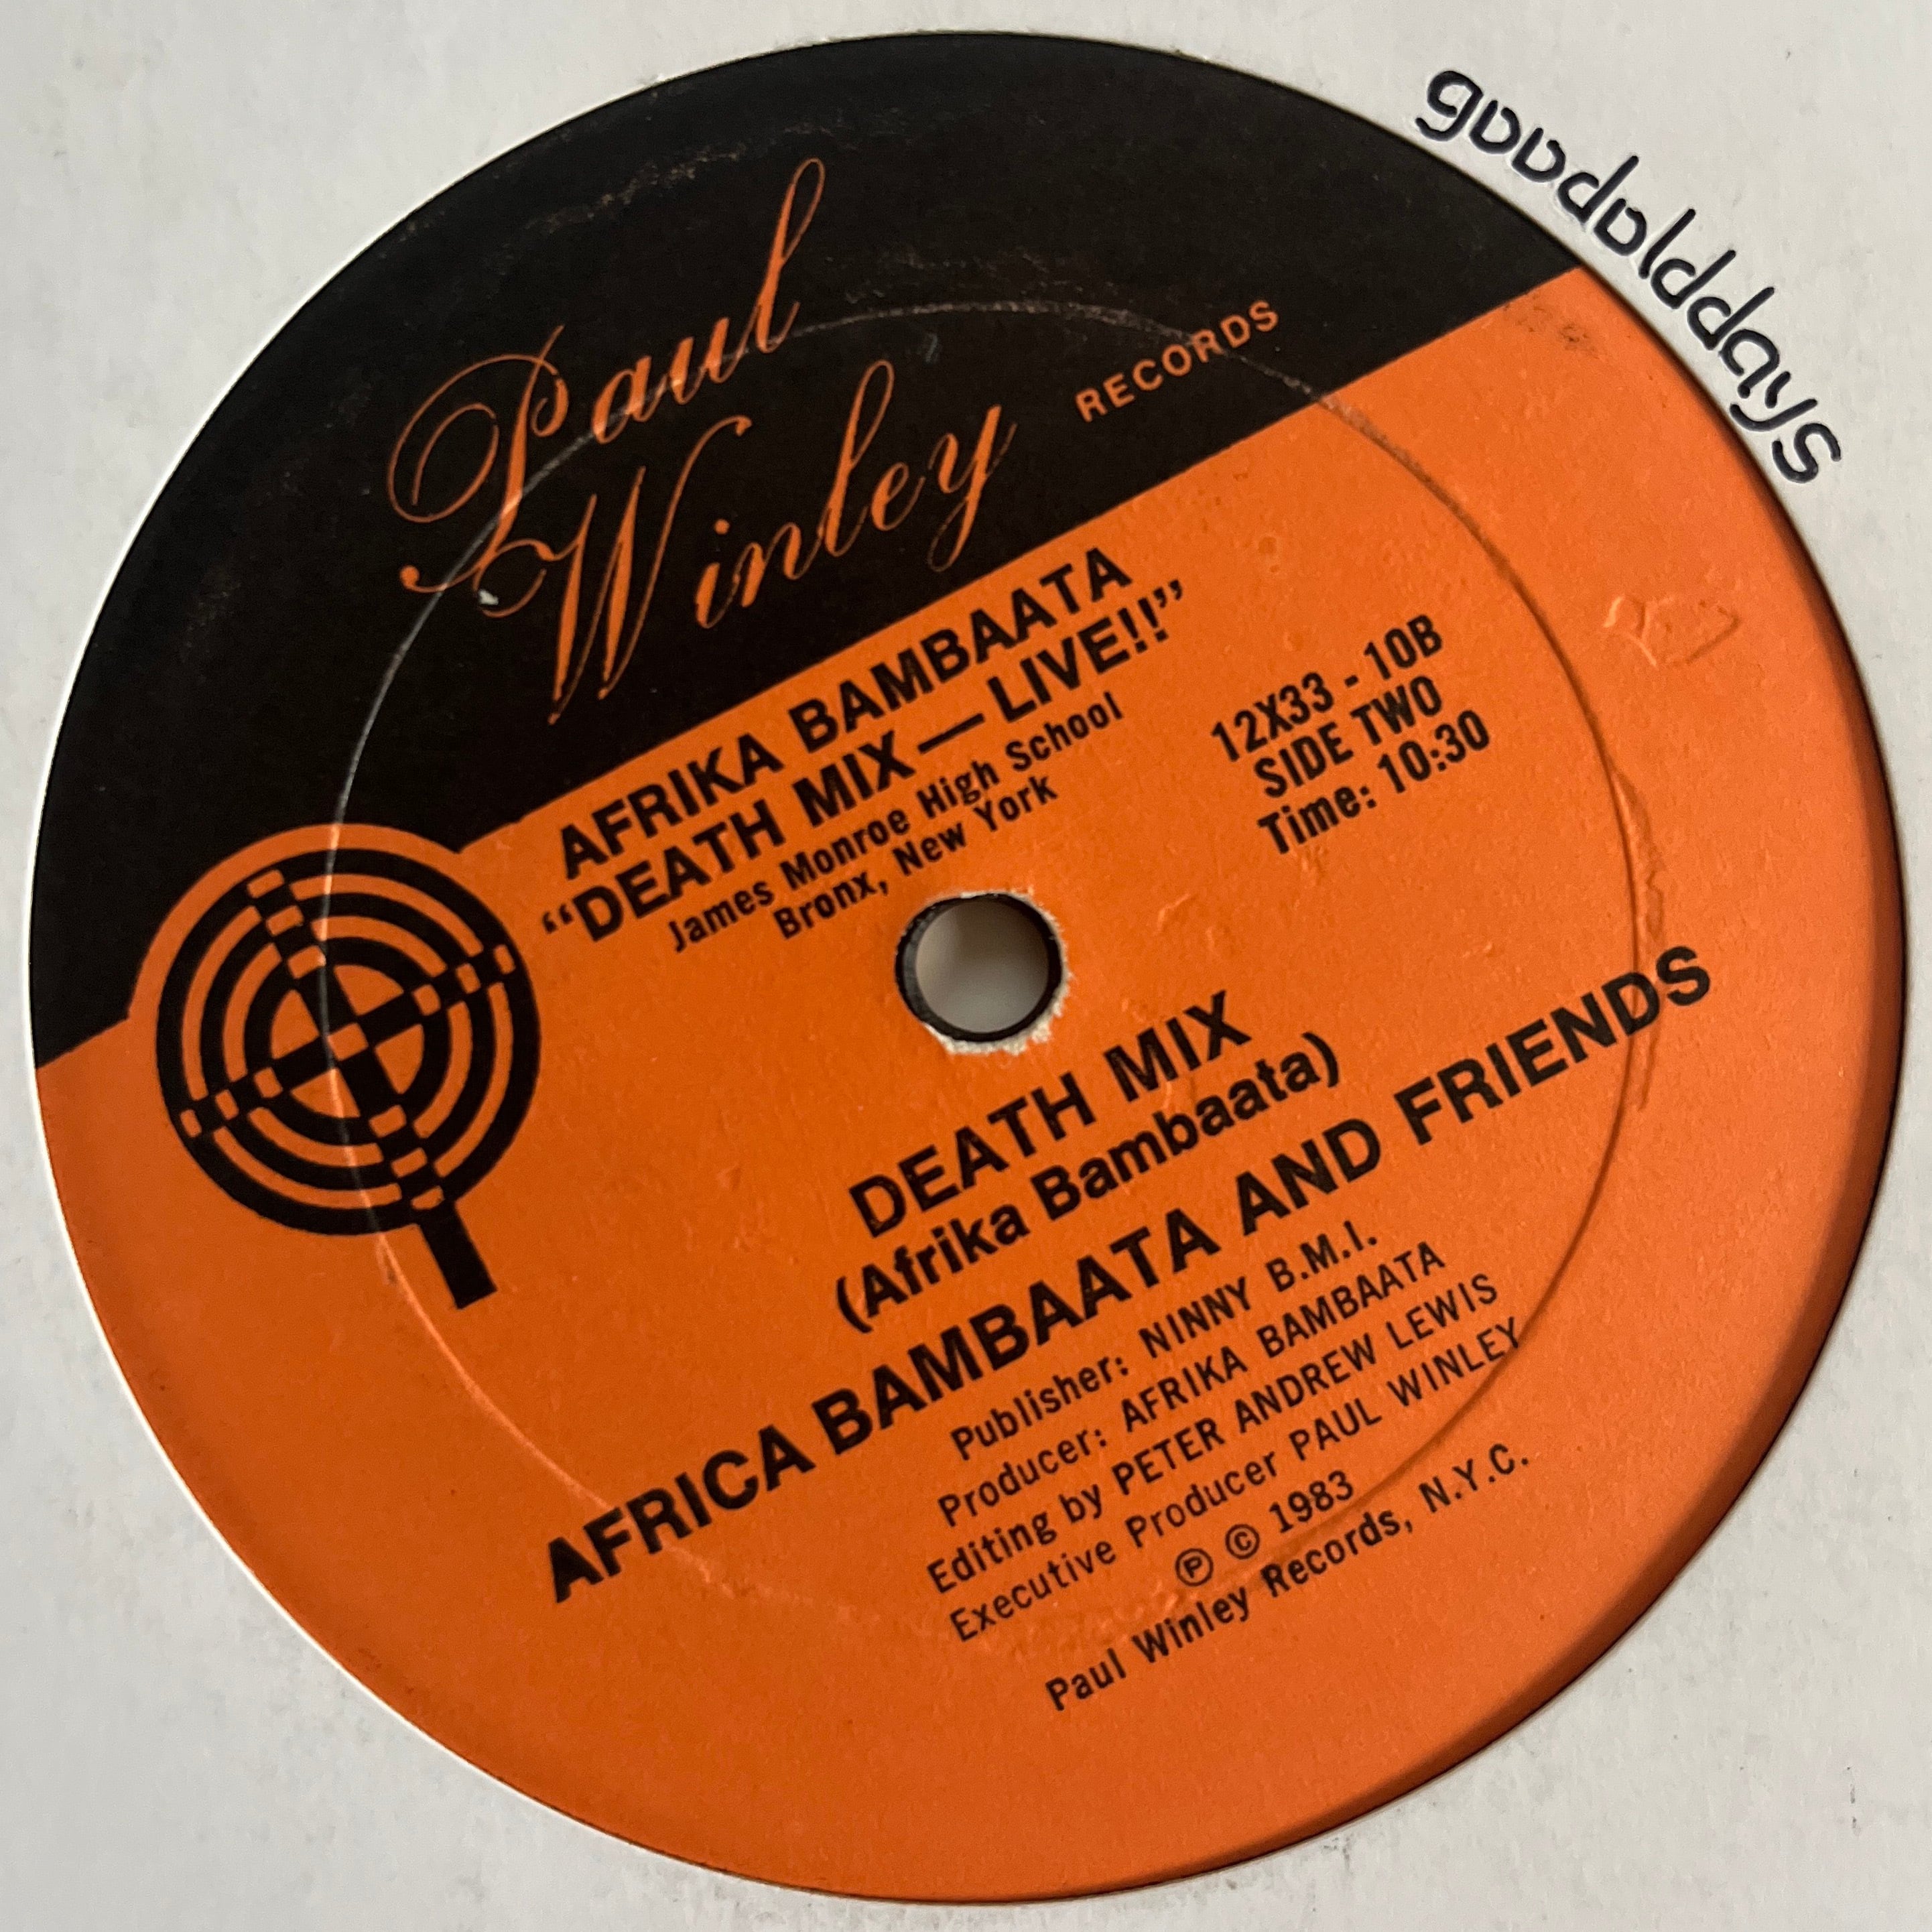 gooddolddays
Paul
Winley
RECORDS
AFRIKA BAMBAATA
“DEATH MIX—LIVE!!”
James Monroe High School
Bronx, New York
12X33 - 10B
SIDE TWO
Time: 10:30
DEATH MIX
(Afrika Bambaata)
AFRICA BAMBAATA AND FRIENDS
Publisher: NINNY B.M.I.
Producer: AFRIKA BAMBAATA
Editing by PETER ANDREW LEWIS
Executive Producer PAUL WINLEY
Ⓟ © 1983
Paul Winley Records, N.Y.C.